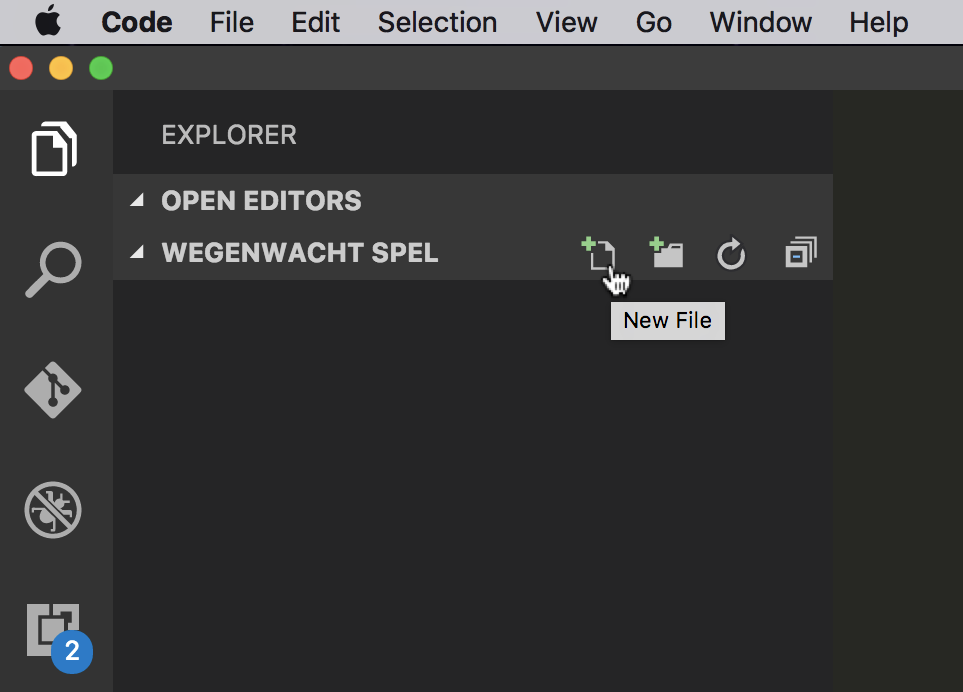 Code File Edit Selection View Go Window Help
EXPLORER
OPEN EDITORS
WEGENWACHT SPEL
New File
2